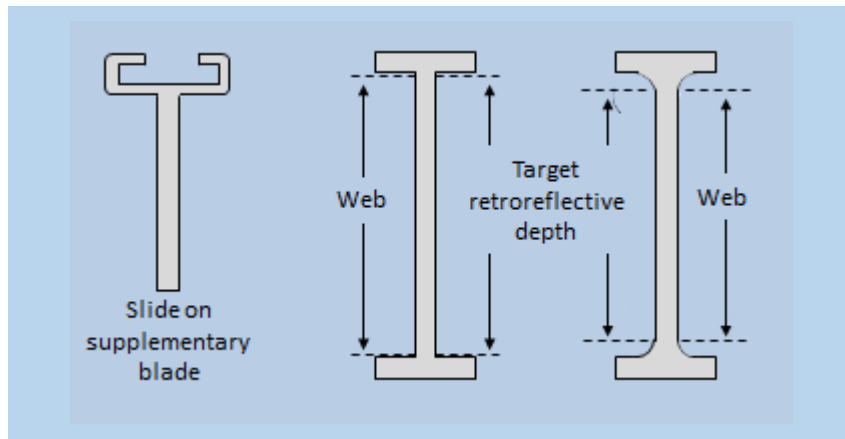 Slide on
supplementary
blade
Web
Target
retroreflective
depth
Web